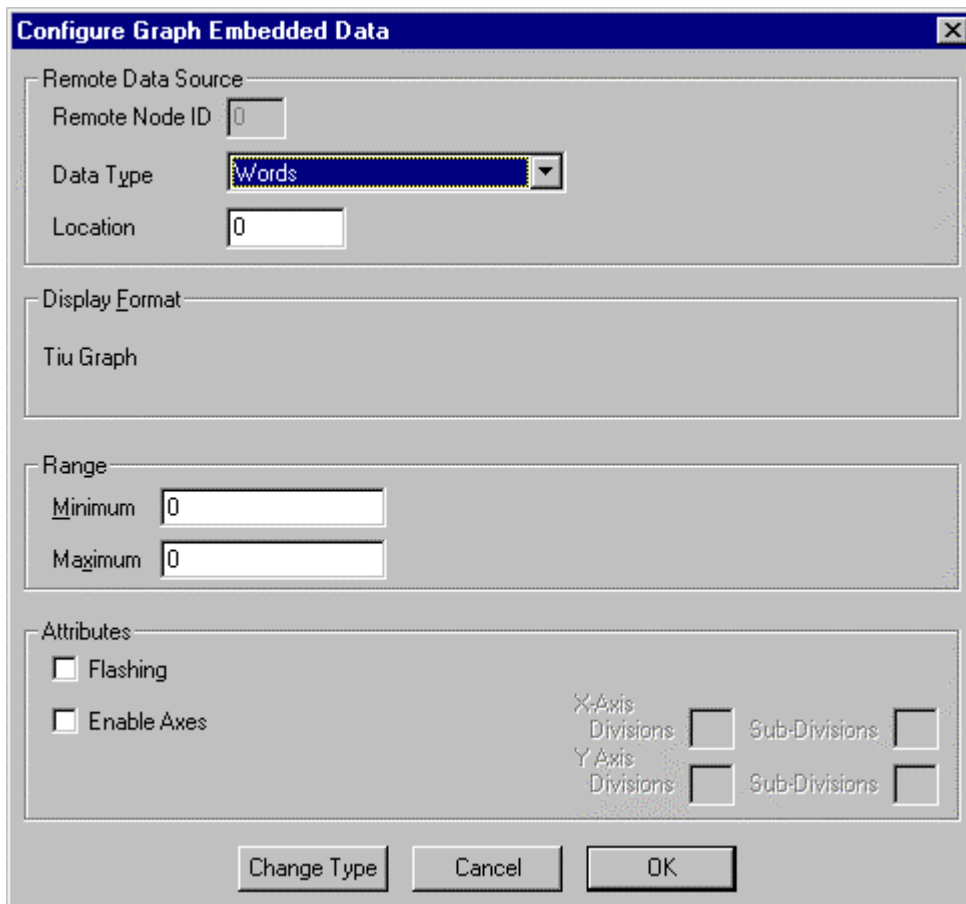 Configure Graph Embedded Data
Remote Data Source
Remote Node ID 0
Data Type Words
Location 0
Display Format
Tiu Graph
Range
Minimum 0
Maximum 0
Attributes
Flashing
Enable Axes
X-Axis
Divisions Sub-Divisions
Y Axis
Divisions Sub-Divisions
Change Type Cancel OK